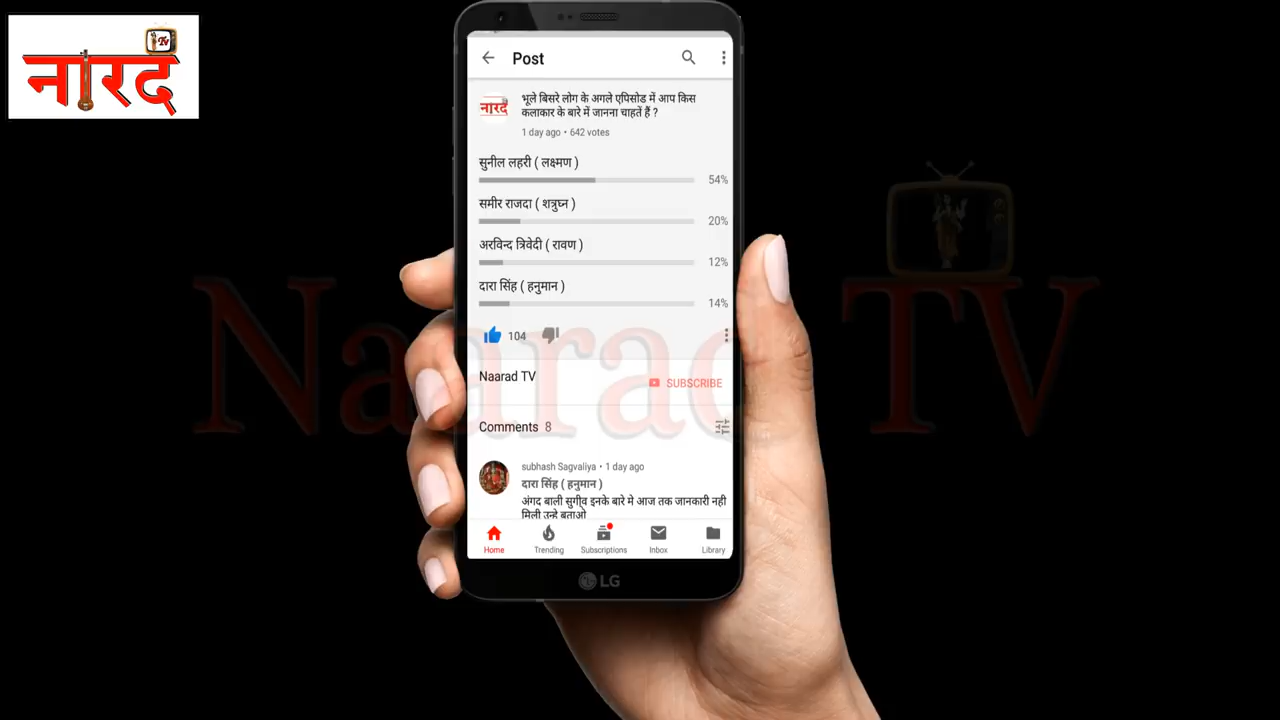 नारद
Tv
Post
नारद
भूले बिसरे लोग के अगले एपिसोड में आप किस
कलाकार के बारे में जानना चाहतें हैं ?
1 day ago • 642 votes
सुनील लहरी ( लक्ष्मण )
54%
समीर राजदा ( शत्रुघ्न )
20%
अरविन्द त्रिवेदी ( रावण )
12%
दारा सिंह ( हनुमान )
14%
104
Naarad TV
Naarad TV
SUBSCRIBE
Comments 8
subhash Sagvaliya • 1 day ago
दारा सिंह ( हनुमान )
अंगद बाली सुगीव इनके बारे मे आज तक जानकारी नही
मिली उन्हे बताओ
Home Trending Subscriptions Inbox Library
LG